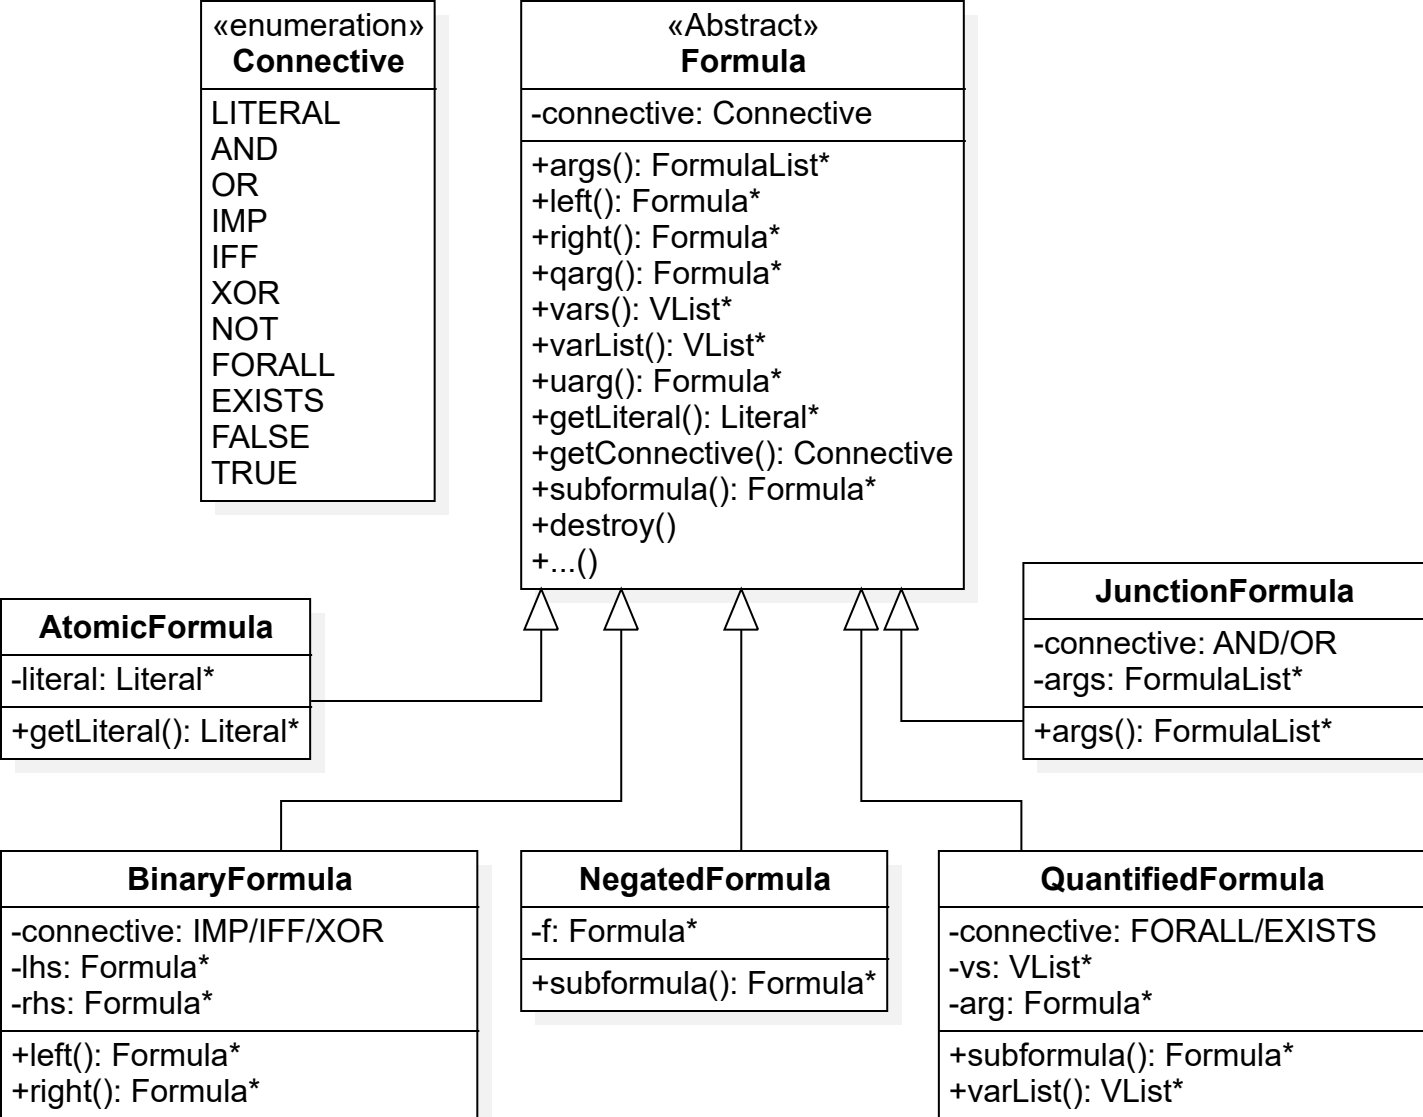 «enumeration»
Connective
LITERAL
AND
OR
IMP
IFF
XOR
NOT
FORALL
EXISTS
FALSE
TRUE
«Abstract»
Formula
-connective: Connective
+args(): FormulaList*
+left(): Formula*
+right(): Formula*
+qarg(): Formula*
+vars(): VList*
+varList(): VList*
+uarg(): Formula*
+getLiteral(): Literal*
+getConnective(): Connective
+subformula(): Formula*
+destroy()
+...()
AtomicFormula
-literal: Literal*
+getLiteral(): Literal*
JunctionFormula
-connective: AND/OR
-args: FormulaList*
+args(): FormulaList*
BinaryFormula
-connective: IMP/IFF/XOR
-lhs: Formula*
-rhs: Formula*
+left(): Formula*
+right(): Formula*
NegatedFormula
-f: Formula*
+subformula(): Formula*
QuantifiedFormula
-connective: FORALL/EXISTS
-vs: VList*
-arg: Formula*
+subformula(): Formula*
+varList(): VList*